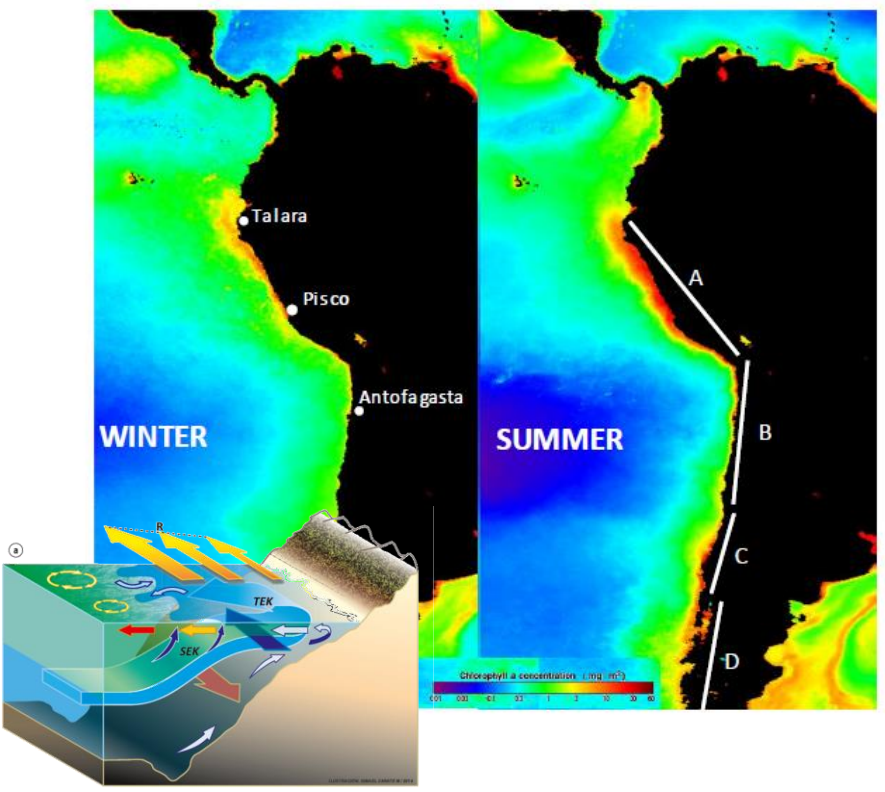 Talara
Pisco
Antofagasta
WINTER
SUMMER
A
B
C
D
a
R
TEK
SEK
Chlorophyll a concentration (mg m³)